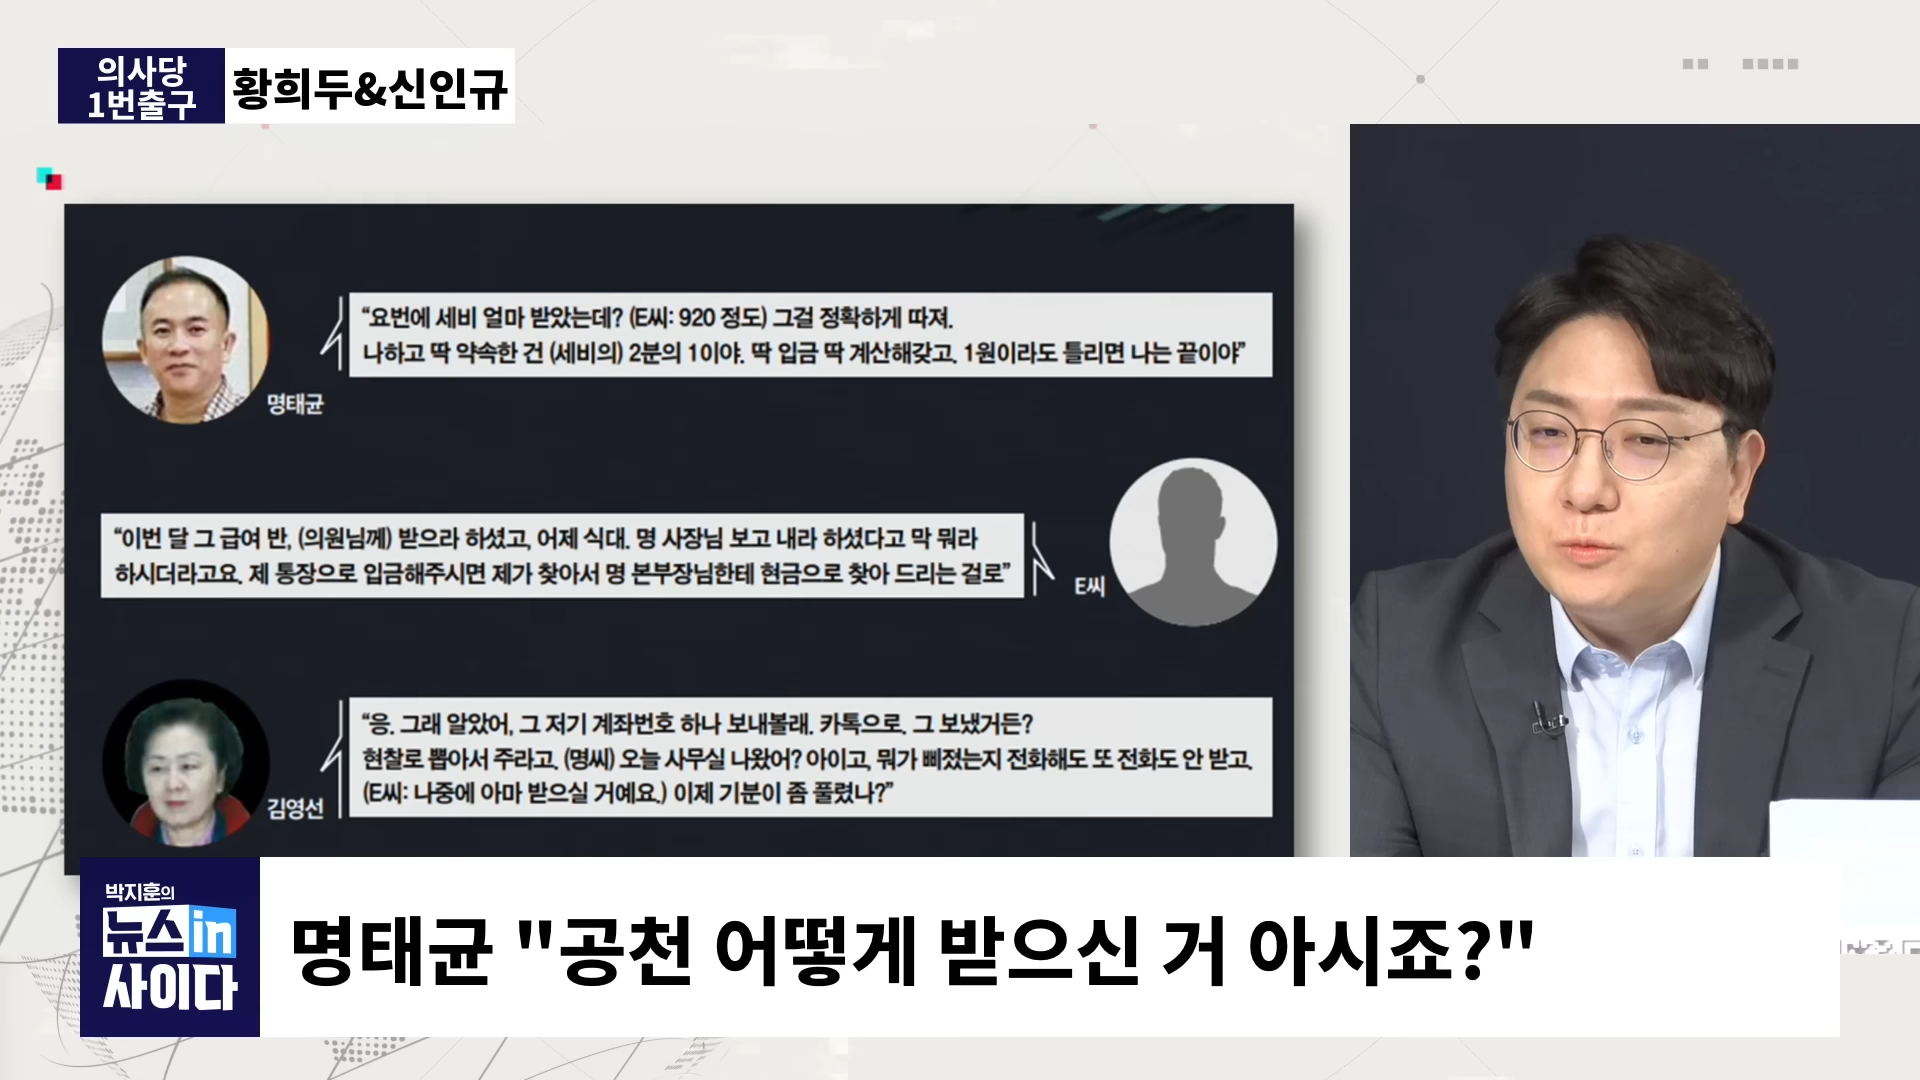 의사당
1번출구
황희두&신인규
“요번에 세비 얼마 받았는데? (E씨: 920 정도) 그걸 정확하게 따져.
나하고 딱 약속한 건 (세비의) 2분의 1이야. 딱 입금 딱 계산해갖고. 1원이라도 틀리면 나는 끝이야”
명태균
“이번 달 그 급여 반, (의원님께) 받으라 하셨고, 어제 식대. 명 사장님 보고 내라 하셨다고 막 뭐라
하시더라고요. 제 통장으로 입금해주시면 제가 찾아서 명 본부장님한테 현금으로 찾아 드리는 걸로”
E씨
“응. 그래 알았어, 그 저기 계좌번호 하나 보내볼래. 카톡으로. 그 보냈거든?
현찰로 뽑아서 주라고. (명씨) 오늘 사무실 나왔어? 아이고, 뭐가 삐졌는지 전화해도 또 전화도 안 받고.
(E씨: 나중에 아마 받으실 거예요.) 이제 기분이 좀 풀렸나?”
김영선
박지훈의
뉴스in
사이다
명태균 "공천 어떻게 받으신 거 아시죠?"